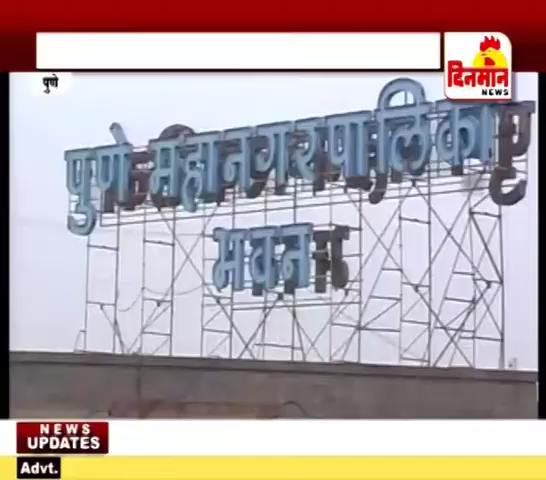 दिनमान
NEWS
पुणे
पुणे महानगरपालिका
भवन
NEWS
UPDATES
Advt.